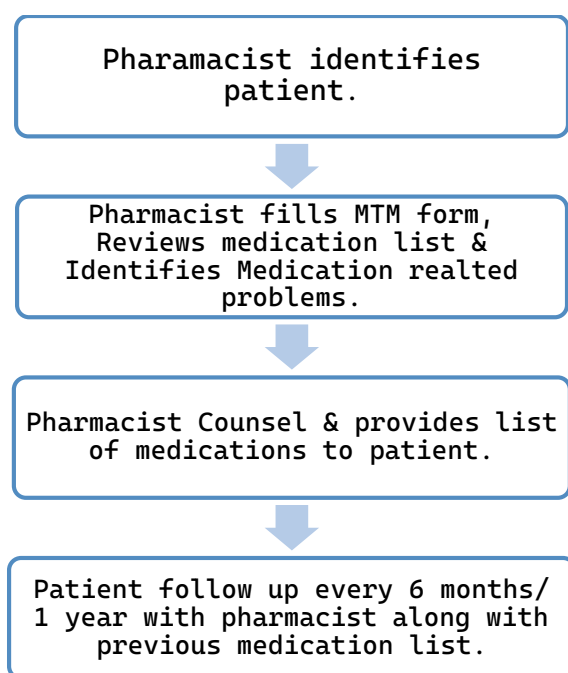 Pharamacist identifies
patient.
Pharmacist fills MTM form,
Reviews medication list &
Identifies Medication realted
problems.
Pharmacist Counsel & provides list
of medications to patient.
Patient follow up every 6 months/
1 year with pharmacist along with
previous medication list.